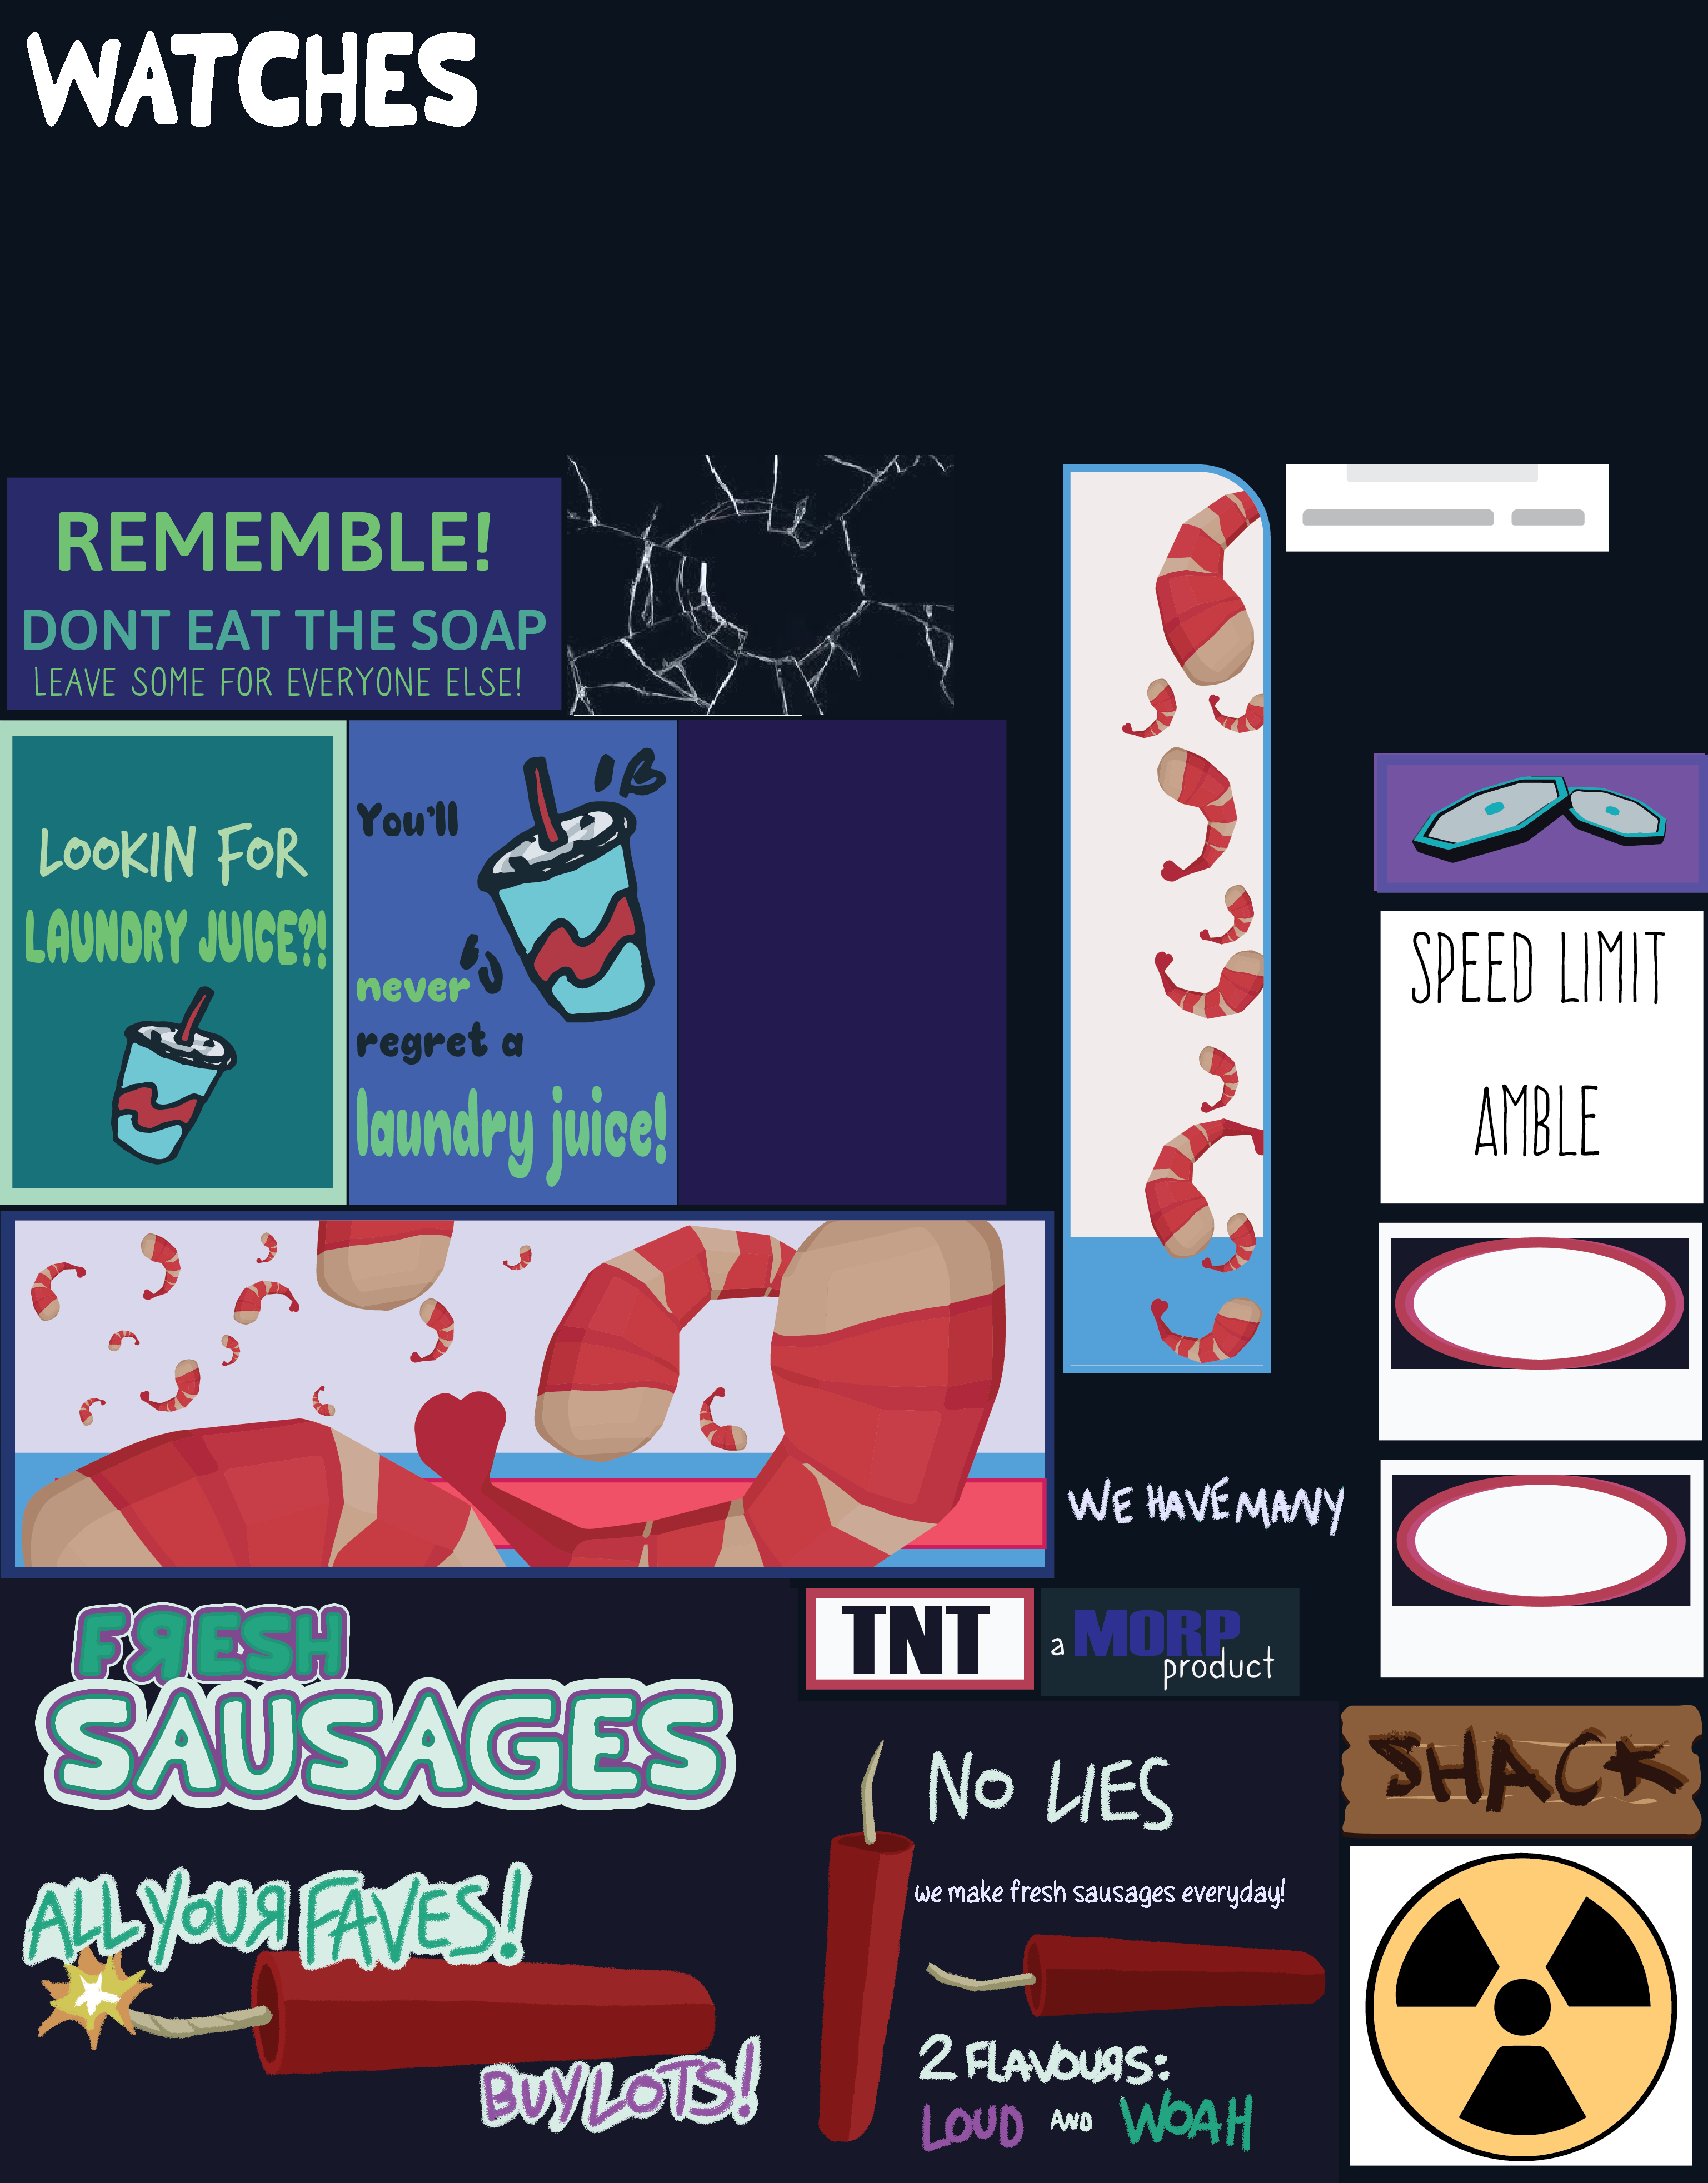 WATCHES
REMEMBLE!
DONT EAT THE SOAP
LEAVE SOME FOR EVERYONE ELSE!
LOOKIN FOR
LAUNDRY JUICE?!
You'll
never
regret a
laundry juice!
SPEED LIMIT
AMBLE
WE HAVE MANY
FRESH
SAUSAGES
ALL YOUR FAVES!
BUY LOTS!
TNT
a MORP
product
NO LIES
we make fresh sausages everyday!
2 FLAVOURS:
LOUD AND WOAH
SHACK